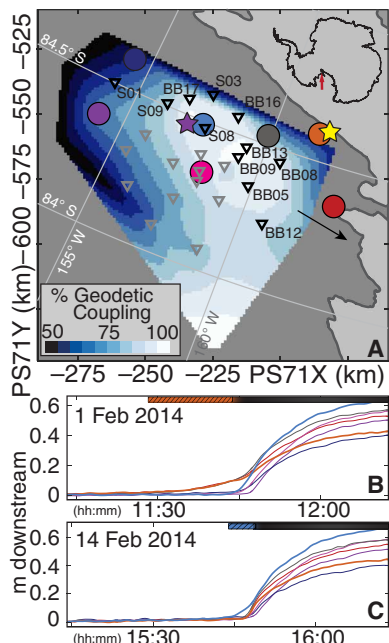 84.5° S
S01
BB17
S03
S09
BB16
S08
BB13
BB09
BB08
BB05
BB12
84° S
155° W
160° W
% Geodetic
Coupling
50 75 100
A
PS71Y (km)
−525
−550
−575
−600
−275 −250 −225 PS71X (km)
0.6
0.4
0.2
0
1 Feb 2014
B
(hh:mm) 11:30 12:00
m downstream
0.6
0.4
0.2
0
14 Feb 2014
C
(hh:mm) 15:30 16:00